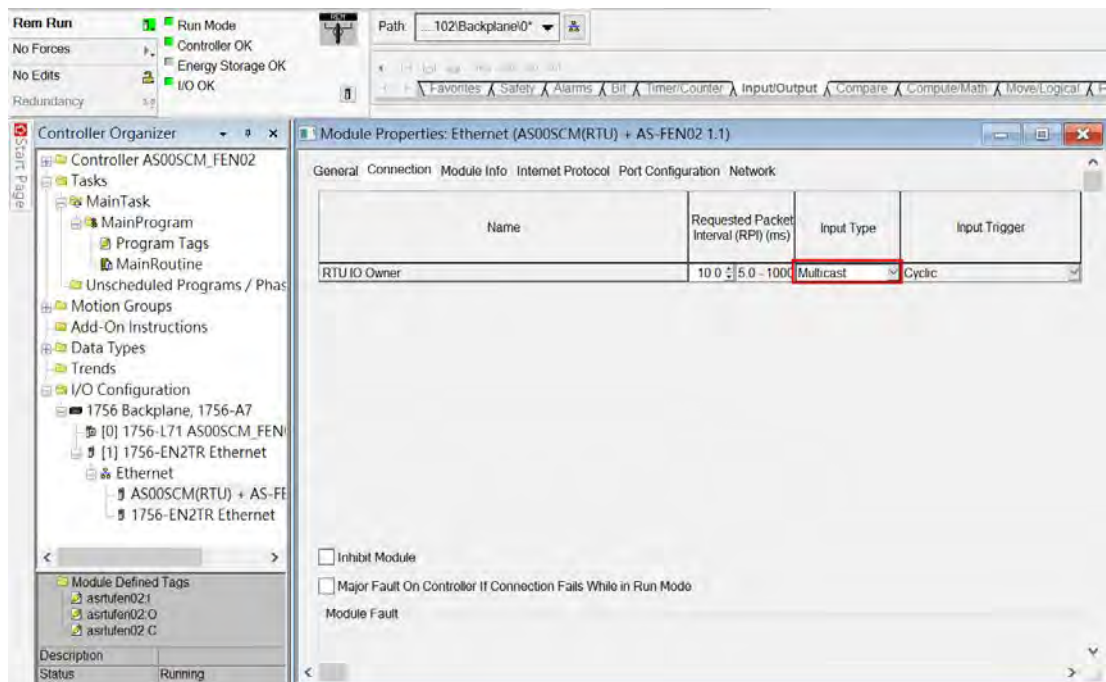 Rem Run
No Forces
No Edits
Redundancy
Run Mode
Controller OK
Energy Storage OK
I/O OK
Path: ...102\Backplane\0*
Favorites Safety Alarms Bit Timer/Counter Input/Output Compare Compute/Math Move/Logical
Start Page
Controller Organizer
Controller AS00SCM_FEN02
Tasks
MainTask
MainProgram
Program Tags
MainRoutine
Unscheduled Programs / Phas
Motion Groups
Add-On Instructions
Data Types
Trends
I/O Configuration
1756 Backplane, 1756-A7
[0] 1756-L71 AS00SCM_FEN
[1] 1756-EN2TR Ethernet
Ethernet
AS00SCM(RTU) + AS-FE
1756-EN2TR Ethernet
Module Defined Tags
asrtufen02:I
asrtufen02:O
asrtufen02:C
Description
Status Running
Module Properties: Ethernet (AS00SCM(RTU) + AS-FEN02 1.1)
General Connection Module Info Internet Protocol Port Configuration Network
Name
Requested Packet
Interval (RPI) (ms)
Input Type
Input Trigger
RTU IO Owner 10.0 5.0 - 1000 Multicast Cyclic
Inhibit Module
Major Fault On Controller If Connection Fails While in Run Mode
Module Fault